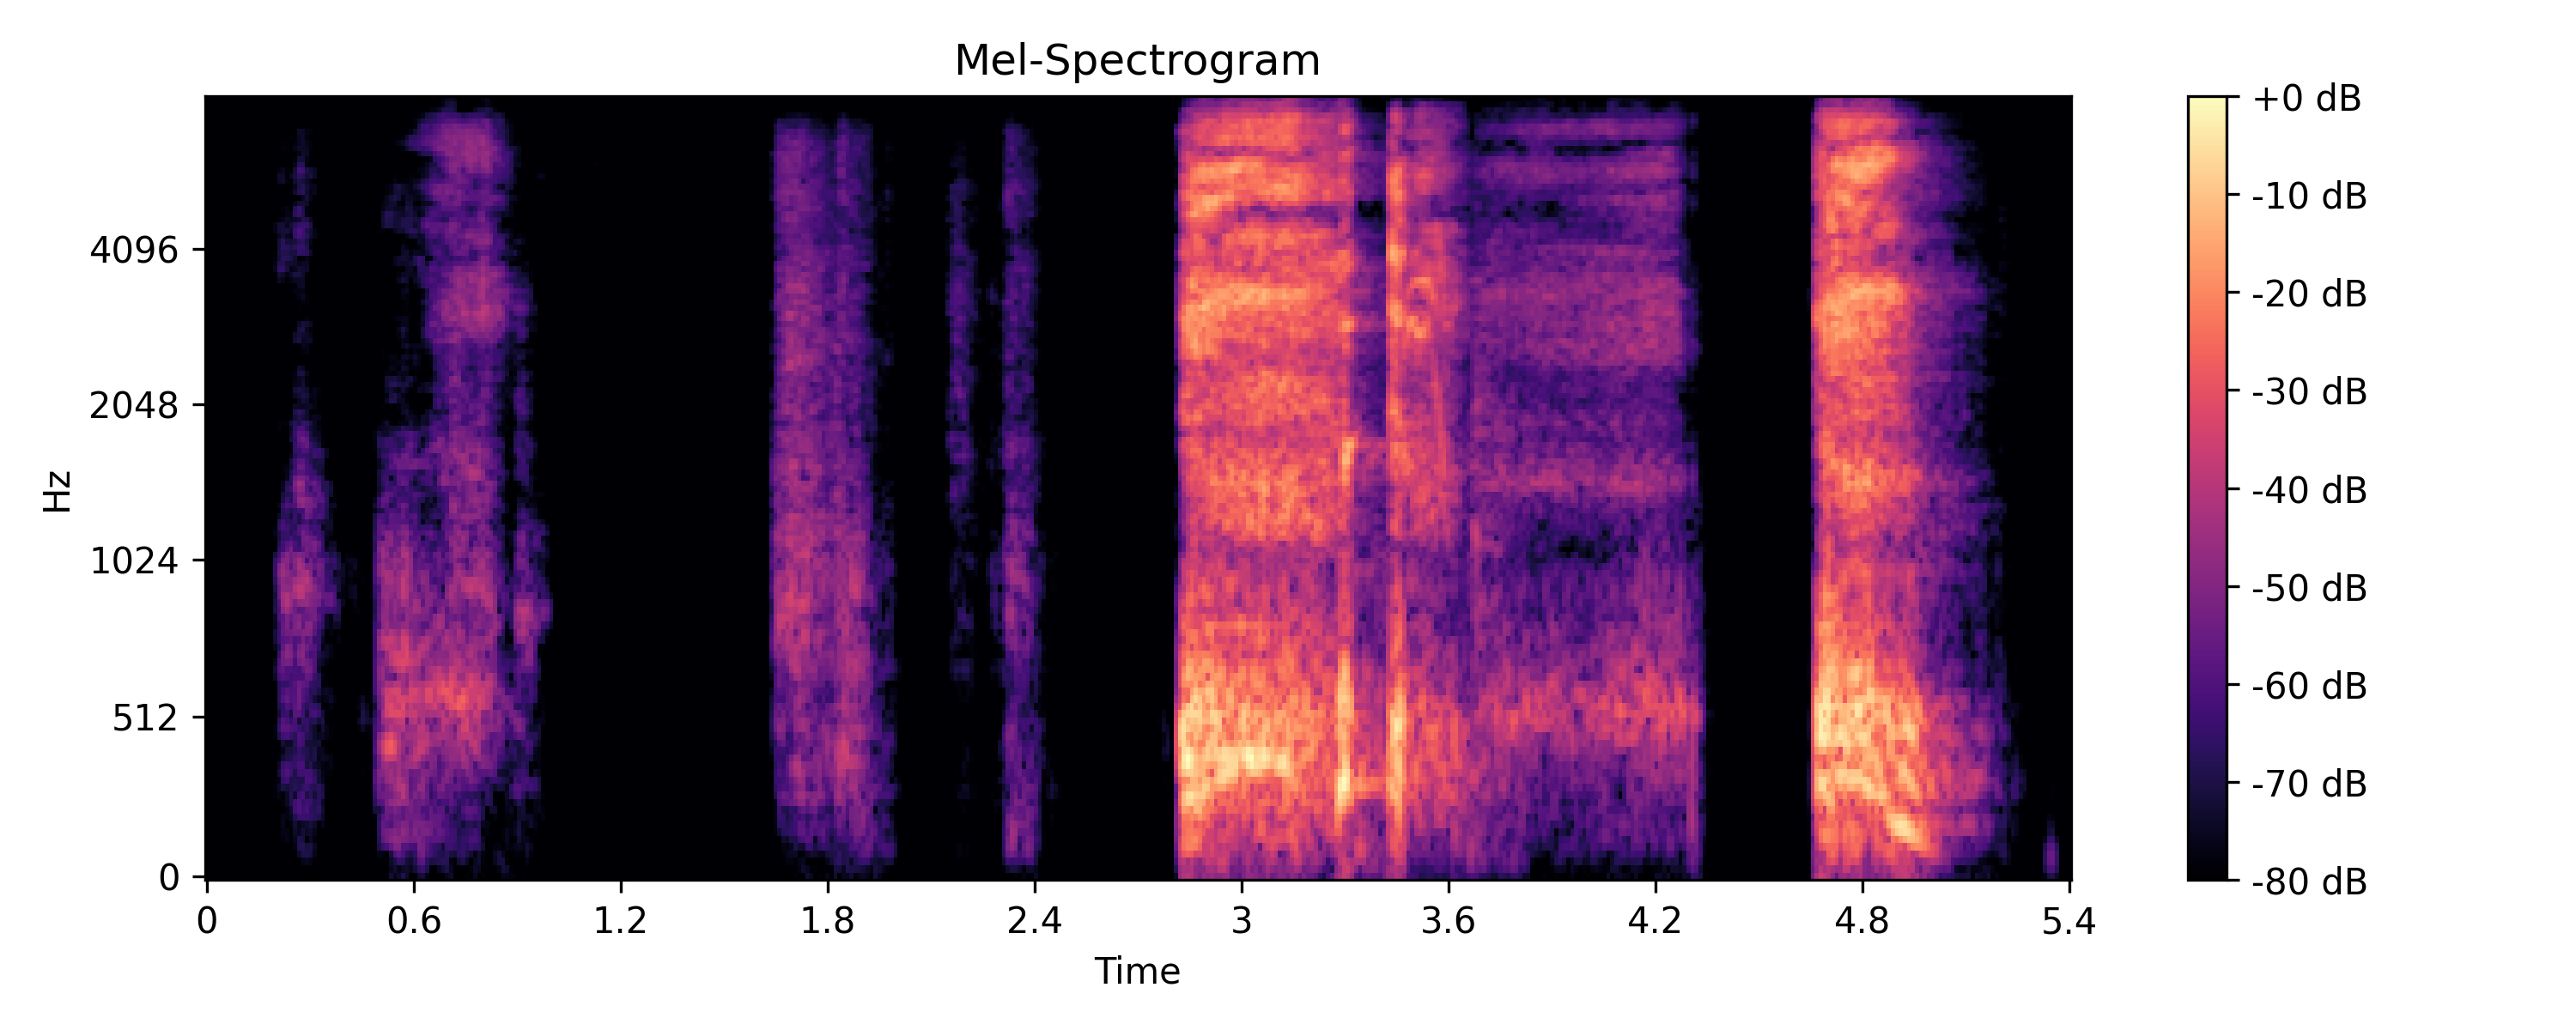 Mel-Spectrogram
+0 dB
-10 dB
-20 dB
-30 dB
-40 dB
-50 dB
-60 dB
-70 dB
-80 dB
Hz
4096
2048
1024
512
0
0 0.6 1.2 1.8 2.4 3 3.6 4.2 4.8 5.4
Time